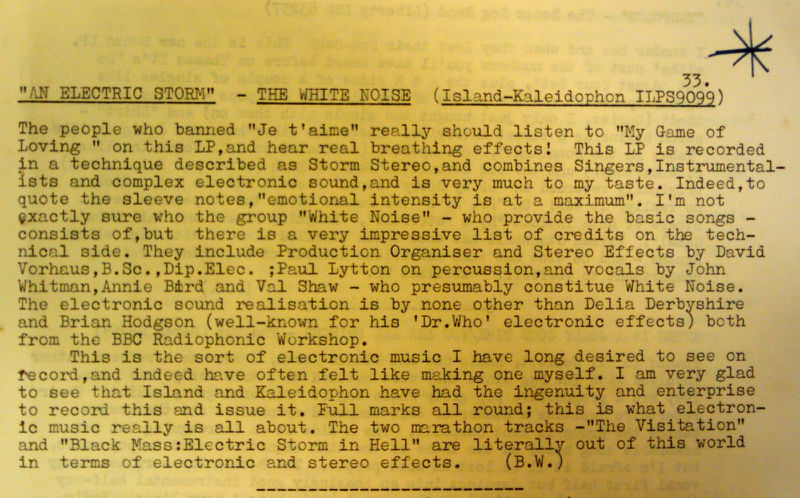 33.
"AN ELECTRIC STORM" - THE WHITE NOISE (Island-Kaleidophon ILPS9099)
The people who banned "Je t'aime" really should listen to "My Game of
Loving " on this LP,and hear real breathing effects! This LP is recorded
in a technique described as Storm Stereo,and combines Singers,Instrumental-
ists and complex electronic sound,and is very much to my taste. Indeed,to
quote the sleeve notes,"emotional intensity is at a maximum". I'm not
exactly sure who the group "White Noise" - who provide the basic songs -
consists of,but there is a very impressive list of credits on the tech-
nical side. They include Production Organiser and Stereo Effects by David
Vorhaus,B.Sc.,Dip.Elec. ;Paul Lytton on percussion,and vocals by John
Whitman,Annie Bird and Val Shaw - who presumably constitue White Noise.
The electronic sound realisation is by none other than Delia Derbyshire
and Brian Hodgson (well-known for his 'Dr.Who' electronic effects) both
from the BBC Radiophonic Workshop.
This is the sort of electronic music I have long desired to see on
record,and indeed have often felt like making one myself. I am very glad
to see that Island and Kaleidophon have had the ingenuity and enterprise
to record this and issue it. Full marks all round; this is what electron-
ic music really is all about. The two marathon tracks -"The Visitation"
and "Black Mass:Electric Storm in Hell" are literally out of this world
in terms of electronic and stereo effects. (B.W.)